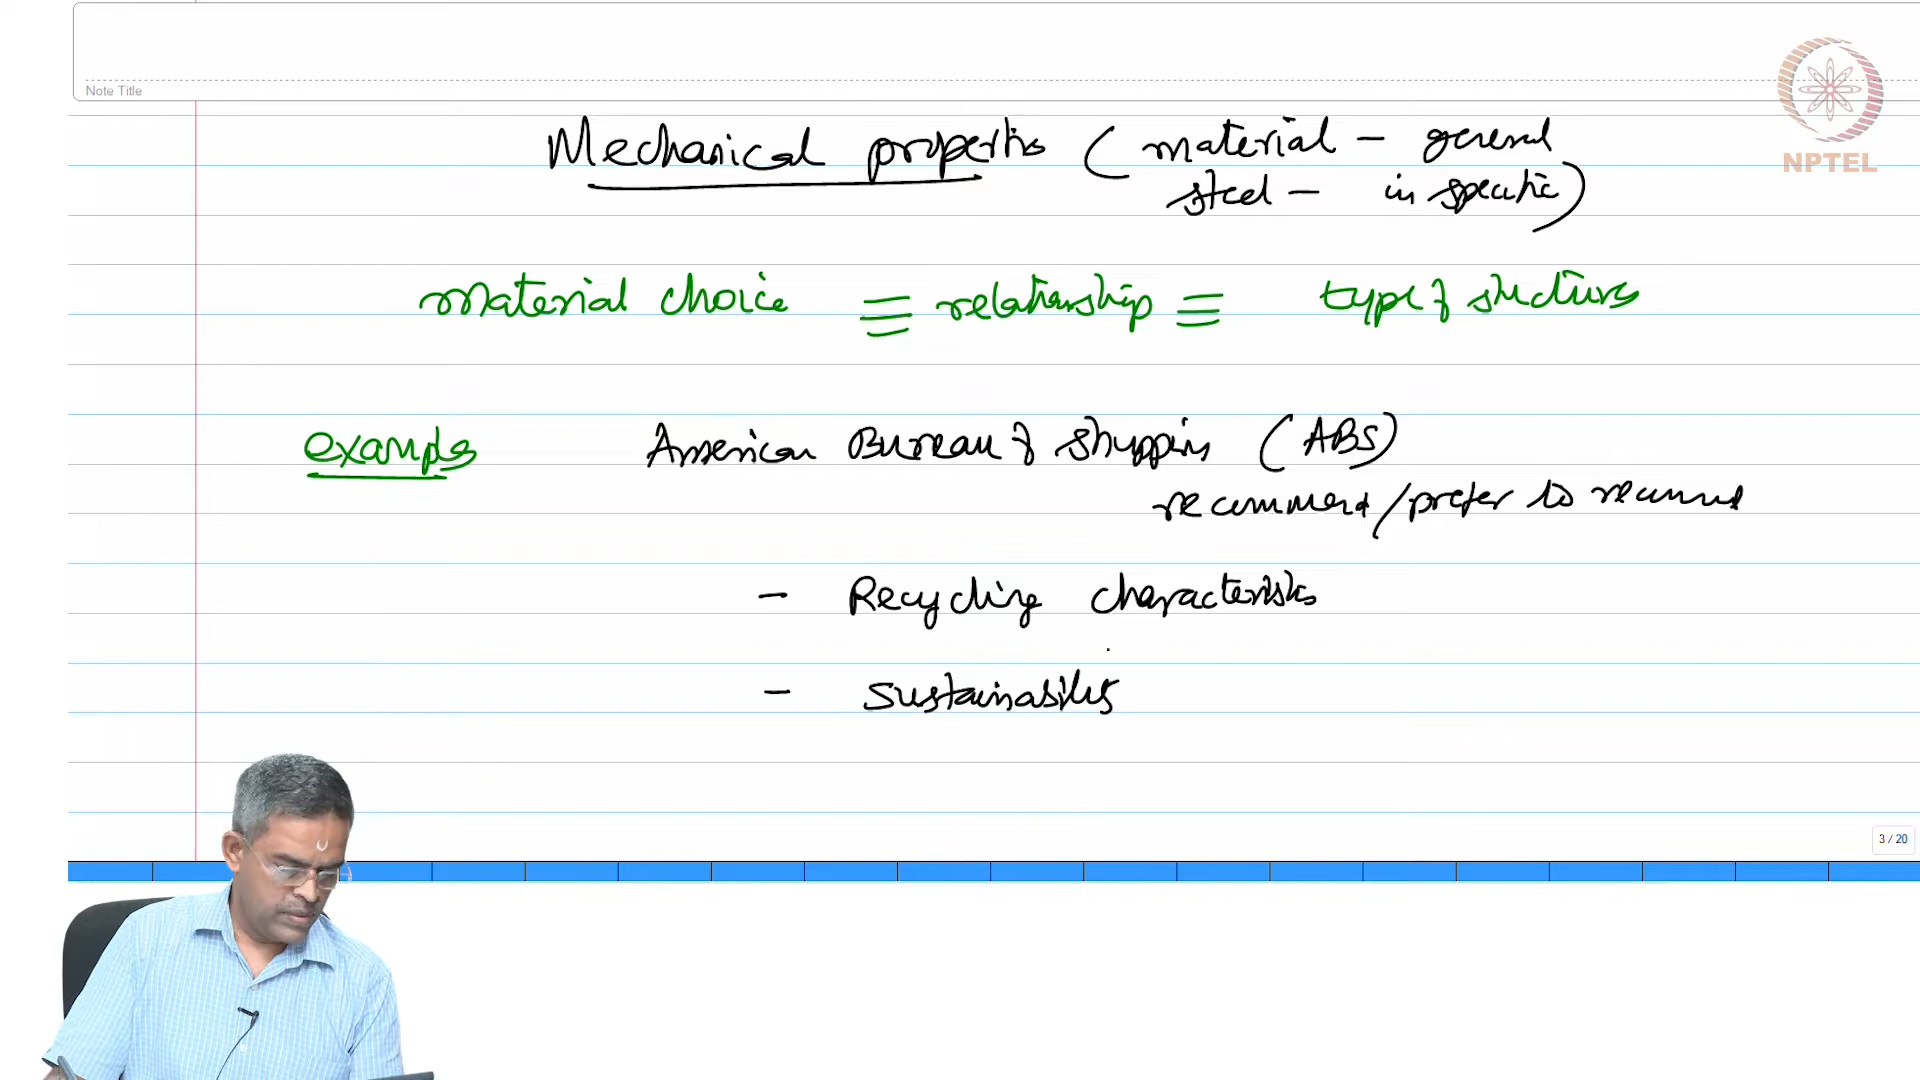 Note Title
NPTEL
Mechanical properties (material - general
steel - in specific)
material choice ≡ relationship ≡ type of structures
example American Bureau of Shipping (ABS)
recommend/prefer to recommend
- Recycling characteristics
- sustainability
3 / 20